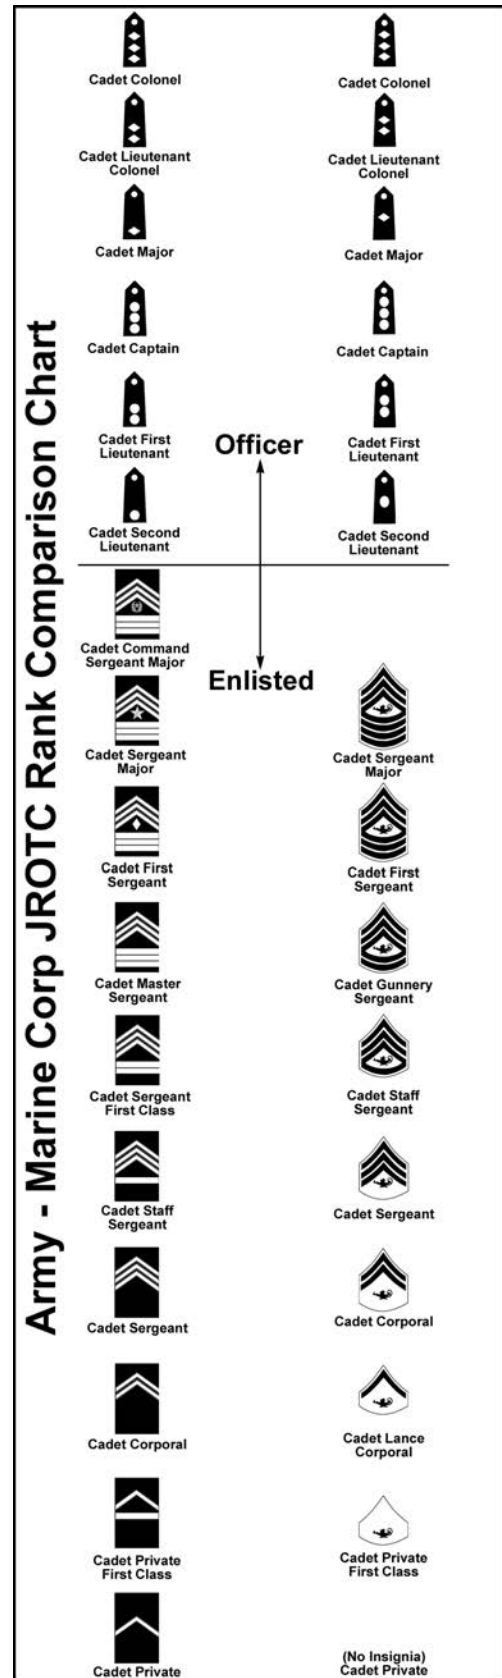 Army - Marine Corp JROTC Rank Comparison Chart
Cadet Colonel
Cadet Colonel
Cadet Lieutenant
Colonel
Cadet Lieutenant
Colonel
Cadet Major
Cadet Major
Cadet Captain
Cadet Captain
Cadet First
Lieutenant
Cadet First
Lieutenant
Officer
Cadet Second
Lieutenant
Cadet Second
Lieutenant
Cadet Command
Sergeant Major
Enlisted
Cadet Sergeant
Major
Cadet Sergeant
Major
Cadet First
Sergeant
Cadet First
Sergeant
Cadet Master
Sergeant
Cadet Gunnery
Sergeant
Cadet Sergeant
First Class
Cadet Staff
Sergeant
Cadet Staff
Sergeant
Cadet Sergeant
Cadet Sergeant
Cadet Corporal
Cadet Corporal
Cadet Lance
Corporal
Cadet Private
First Class
Cadet Private
First Class
Cadet Private
(No Insignia)
Cadet Private